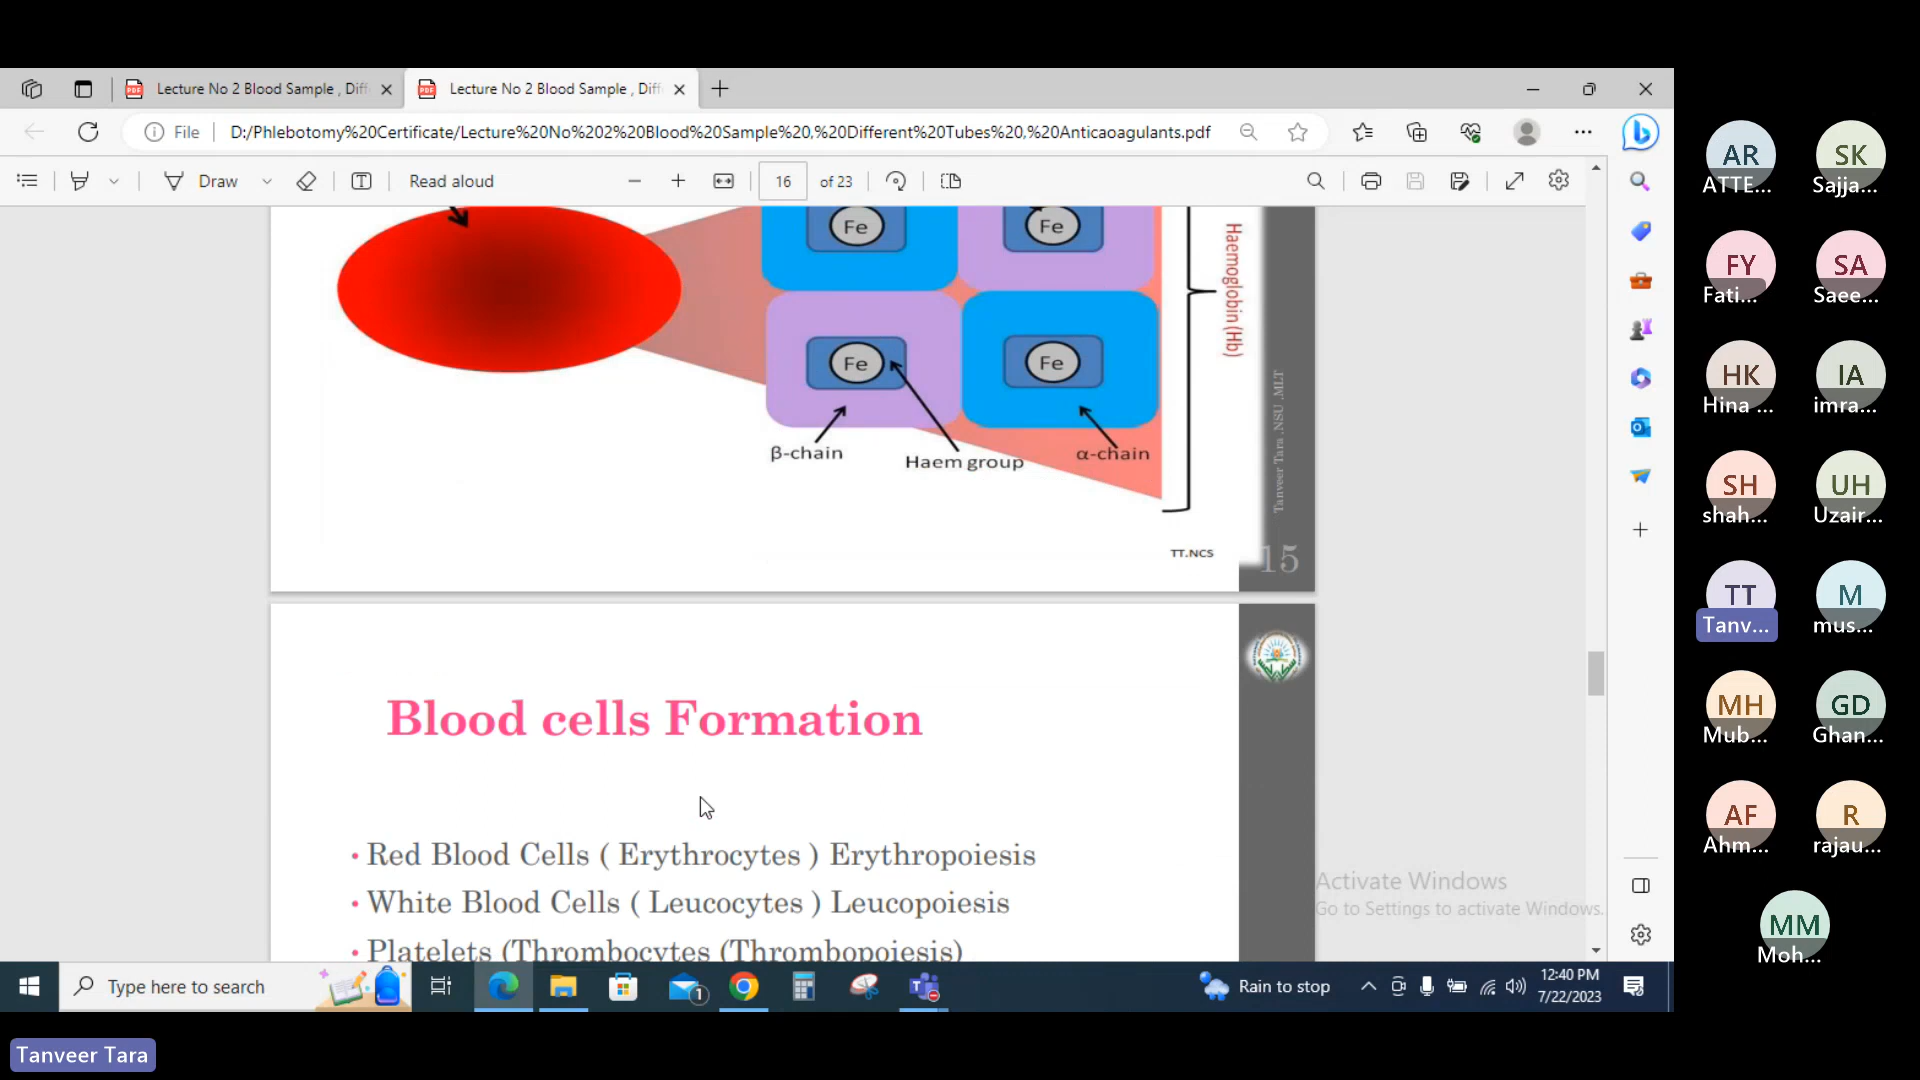 Lecture No 2 Blood Sample , Diff
Lecture No 2 Blood Sample , Diff
File
D:/Phlebotomy%20Certificate/Lecture%20No%202%20Blood%20Sample%20,%20Different%20Tubes%20,%20Anticaoagulants.pdf
Draw
Read aloud
16
of 23
Fe
Fe
Fe
Fe
β-chain
Haem group
α-chain
Haemoglobin (Hb)
Tanveer Tara .NSU .MLT
TT.NCS
15
Blood cells Formation
• Red Blood Cells ( Erythrocytes ) Erythropoiesis
• White Blood Cells ( Leucocytes ) Leucopoiesis
• Platelets (Thrombocytes (Thrombopoiesis)
Activate Windows
Go to Settings to activate Windows.
Type here to search
1
Rain to stop
12:40 PM
7/22/2023
AR
ATTE...
SK
Sajja...
FY
Fati...
SA
Saee...
HK
Hina ...
IA
imra...
SH
shah...
UH
Uzair...
TT
Tanv...
M
mus...
MH
Mub...
GD
Ghan...
AF
Ahm...
R
rajau...
MM
Moh...
Tanveer Tara